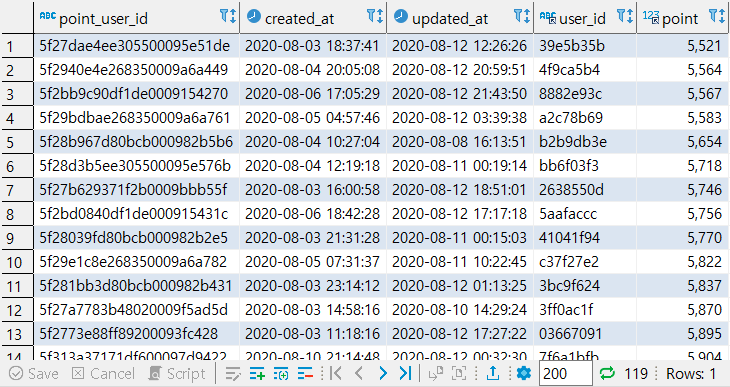 ABC point_user_id created_at updated_at ABC user_id 123 point
1 5f27dae4ee305500095e51de 2020-08-03 18:37:41 2020-08-12 12:26:26 39e5b35b 5,521
2 5f2940e4e268350009a6a449 2020-08-04 20:05:08 2020-08-12 20:59:51 4f9ca5b4 5,564
3 5f2bb9c90df1de0009154270 2020-08-06 17:05:29 2020-08-12 21:43:50 8882e93c 5,567
4 5f29bdbae268350009a6a761 2020-08-05 04:57:46 2020-08-12 03:39:38 a2c78b69 5,583
5 5f28b967d80bcb000982b5b6 2020-08-04 10:27:04 2020-08-08 16:13:51 b2b9db3e 5,654
6 5f28d3b5ee305500095e576b 2020-08-04 12:19:18 2020-08-11 00:19:14 bb6f03f3 5,718
7 5f27b629371f2b0009bbb55f 2020-08-03 16:00:58 2020-08-12 18:51:01 2638550d 5,746
8 5f2bd0840df1de000915431c 2020-08-06 18:42:28 2020-08-12 17:17:18 5aafaccc 5,756
9 5f28039fd80bcb000982b2e5 2020-08-03 21:31:28 2020-08-11 00:15:03 41041f94 5,770
10 5f29e1c8e268350009a6a782 2020-08-05 07:31:37 2020-08-11 10:22:45 c37f27e2 5,822
11 5f281bb3d80bcb000982b431 2020-08-03 23:14:12 2020-08-12 01:13:25 3bc9f624 5,837
12 5f27a7783b48020009f5ad5d 2020-08-03 14:58:16 2020-08-10 14:29:24 3ff0ac1f 5,870
13 5f2773e88ff89200093fc428 2020-08-03 11:18:16 2020-08-12 17:27:22 03667091 5,895
14 5f313a37171df600097d9422 2020-08-10 21:14:48 2020-08-12 00:32:30 7f6a1bfb 5,904
Save Cancel Script 200 119 Rows: 1